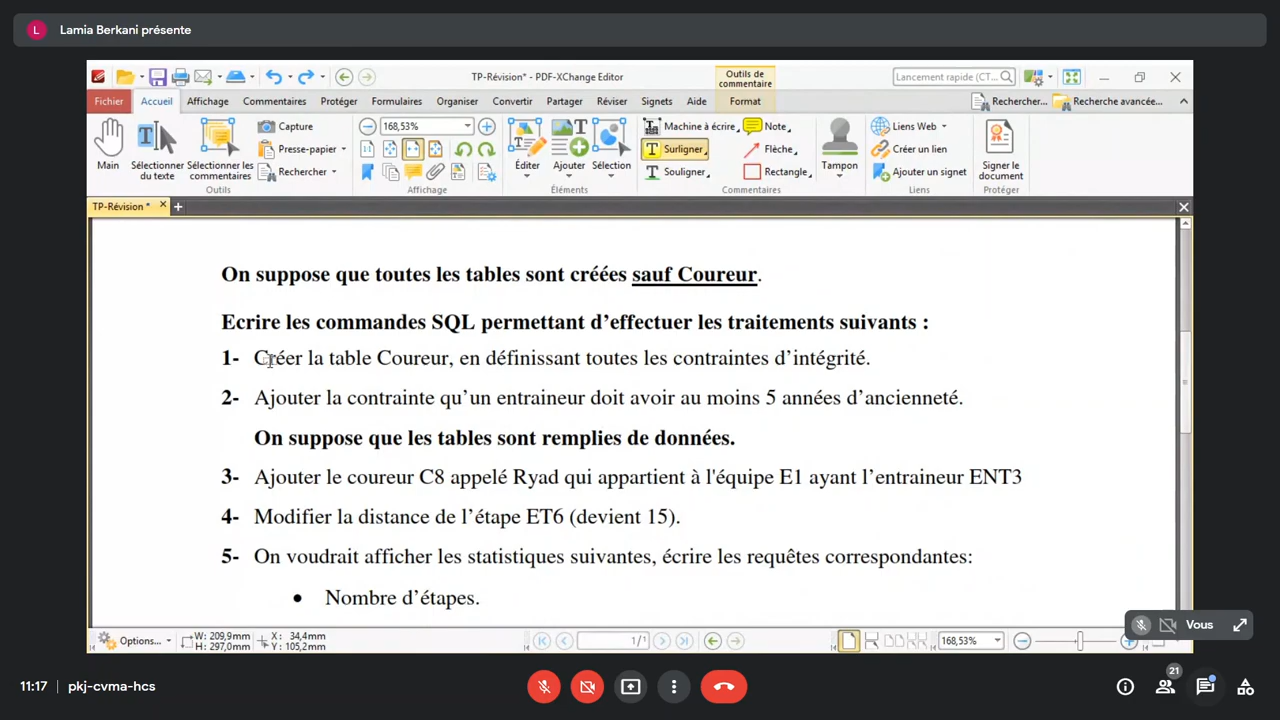 L Lamia Berkani présente
TP-Révision* - PDF-XChange Editor
Outils de commentaire
Lancement rapide (CT...
Fichier Accueil Affichage Commentaires Protéger Formulaires Organiser Convertir Partager Réviser Signets Aide Format Rechercher... Recherche avancée...
Main
Sélectionner du texte
Sélectionner les commentaires
Capture
Presse-papier
Rechercher
Outils
168,53%
Affichage
Éditer
Ajouter
Sélection
Éléments
Machine à écrire
Surligner
Souligner
Note
Flèche
Rectangle
Tampon
Commentaires
Liens Web
Créer un lien
Ajouter un signet
Liens
Signer le document
Protéger
TP-Révision *
On suppose que toutes les tables sont créées sauf Coureur.
Ecrire les commandes SQL permettant d’effectuer les traitements suivants :
1- Créer la table Coureur, en définissant toutes les contraintes d’intégrité.
2- Ajouter la contrainte qu’un entraineur doit avoir au moins 5 années d’ancienneté.
On suppose que les tables sont remplies de données.
3- Ajouter le coureur C8 appelé Ryad qui appartient à l'équipe E1 ayant l’entraineur ENT3
4- Modifier la distance de l’étape ET6 (devient 15).
5- On voudrait afficher les statistiques suivantes, écrire les requêtes correspondantes:
• Nombre d’étapes.
Vous
Options...
W: 209,9mm
H: 297,0mm
X: 34,4mm
Y: 105,2mm
1/1
168,53%
11:17 pkj-cvma-hcs
21